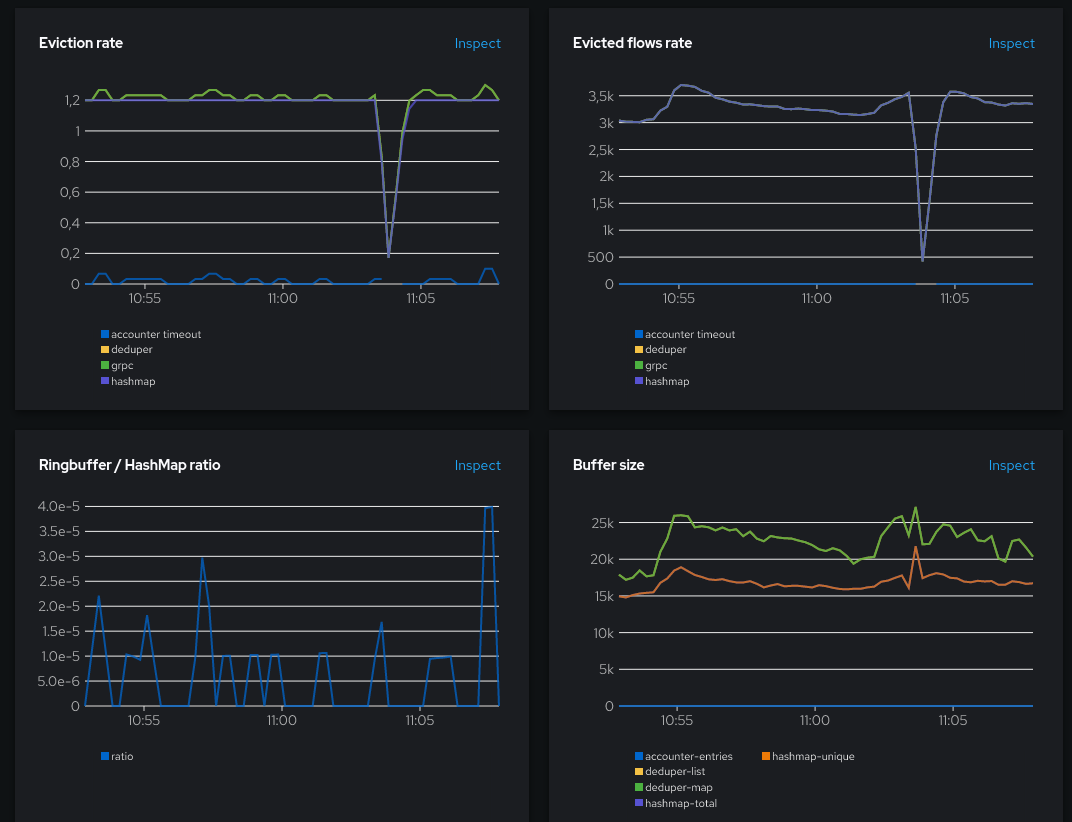 Eviction rate
Inspect
1,2
1
0,8
0,6
0,4
0,2
0
10:55
11:00
11:05
accounter timeout
deduper
grpc
hashmap
Evicted flows rate
Inspect
3,5k
3k
2,5k
2k
1,5k
1k
500
0
10:55
11:00
11:05
accounter timeout
deduper
grpc
hashmap
Ringbuffer / HashMap ratio
Inspect
4.0e-5
3.5e-5
3.0e-5
2.5e-5
2.0e-5
1.5e-5
1.0e-5
5.0e-6
0
10:55
11:00
11:05
ratio
Buffer size
Inspect
25k
20k
15k
10k
5k
0
10:55
11:00
11:05
accounter-entries hashmap-unique
deduper-list
deduper-map
hashmap-total